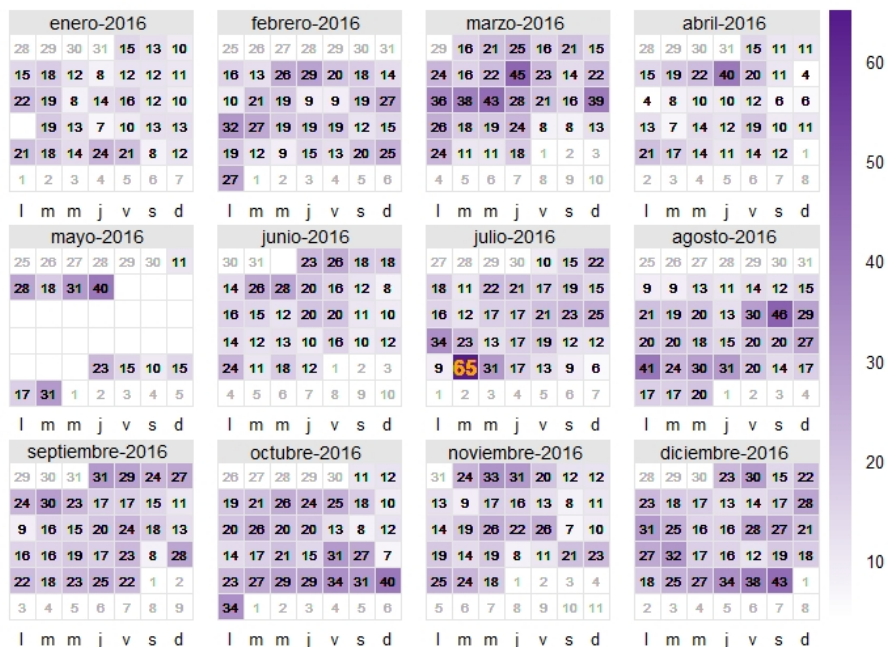 enero-2016
28 29 30 31 15 13 10
15 18 12 8 12 12 11
22 19 8 14 16 12 10
19 13 7 10 13 13
21 18 14 24 21 8 12
1 2 3 4 5 6 7
l m m j v s d
febrero-2016
25 26 27 28 29 30 31
16 13 26 29 20 18 14
10 21 19 9 9 19 27
32 27 19 19 19 12 15
19 12 9 15 13 20 25
27 1 2 3 4 5 6
l m m j v s d
marzo-2016
29 16 21 25 16 21 15
24 16 22 45 23 14 22
36 38 43 28 21 16 39
26 18 19 24 8 8 13
24 11 11 18 1 2 3
4 5 6 7 8 9 10
l m m j v s d
abril-2016
28 29 30 31 15 11 11
15 19 22 40 20 11 4
4 8 10 10 12 6 6
13 7 14 12 19 10 11
21 17 14 11 14 12 1
2 3 4 5 6 7 8
l m m j v s d
mayo-2016
25 26 27 28 29 30 11
28 18 31 40
23 15 10 15
17 31 1 2 3 4 5
l m m j v s d
junio-2016
30 31 23 26 18 18
14 26 28 20 16 12 8
16 15 12 20 20 11 10
14 12 13 10 16 10 12
24 11 18 12 1 2 3
4 5 6 7 8 9 10
l m m j v s d
julio-2016
27 28 29 30 10 15 22
18 11 22 21 17 19 15
16 12 17 17 21 23 25
34 23 13 17 19 12 12
9 65 31 17 13 9 6
1 2 3 4 5 6 7
l m m j v s d
agosto-2016
25 26 27 28 29 30 31
9 9 13 11 14 12 15
21 19 20 13 30 46 29
20 20 18 15 20 20 27
41 24 30 31 20 14 17
17 17 20 1 2 3 4
l m m j v s d
septiembre-2016
29 30 31 31 29 24 27
24 30 23 17 17 15 11
9 16 15 20 24 18 13
16 16 19 17 23 8 28
22 18 23 25 22 1 2
3 4 5 6 7 8 9
l m m j v s d
octubre-2016
26 27 28 29 30 11 12
19 21 26 24 25 18 10
20 26 20 20 13 8 12
14 17 21 15 31 27 7
23 27 29 29 34 31 40
34 1 2 3 4 5 6
l m m j v s d
noviembre-2016
31 24 33 31 20 12 12
13 9 17 16 13 8 11
14 19 26 22 26 7 10
19 14 19 8 11 21 23
25 24 18 1 2 3 4
5 6 7 8 9 10 11
l m m j v s d
diciembre-2016
28 29 30 23 30 15 22
23 18 17 13 14 17 28
31 25 16 16 28 27 21
27 32 17 16 12 19 18
18 25 27 34 38 43 1
2 3 4 5 6 7 8
l m m j v s d
60
50
40
30
20
10